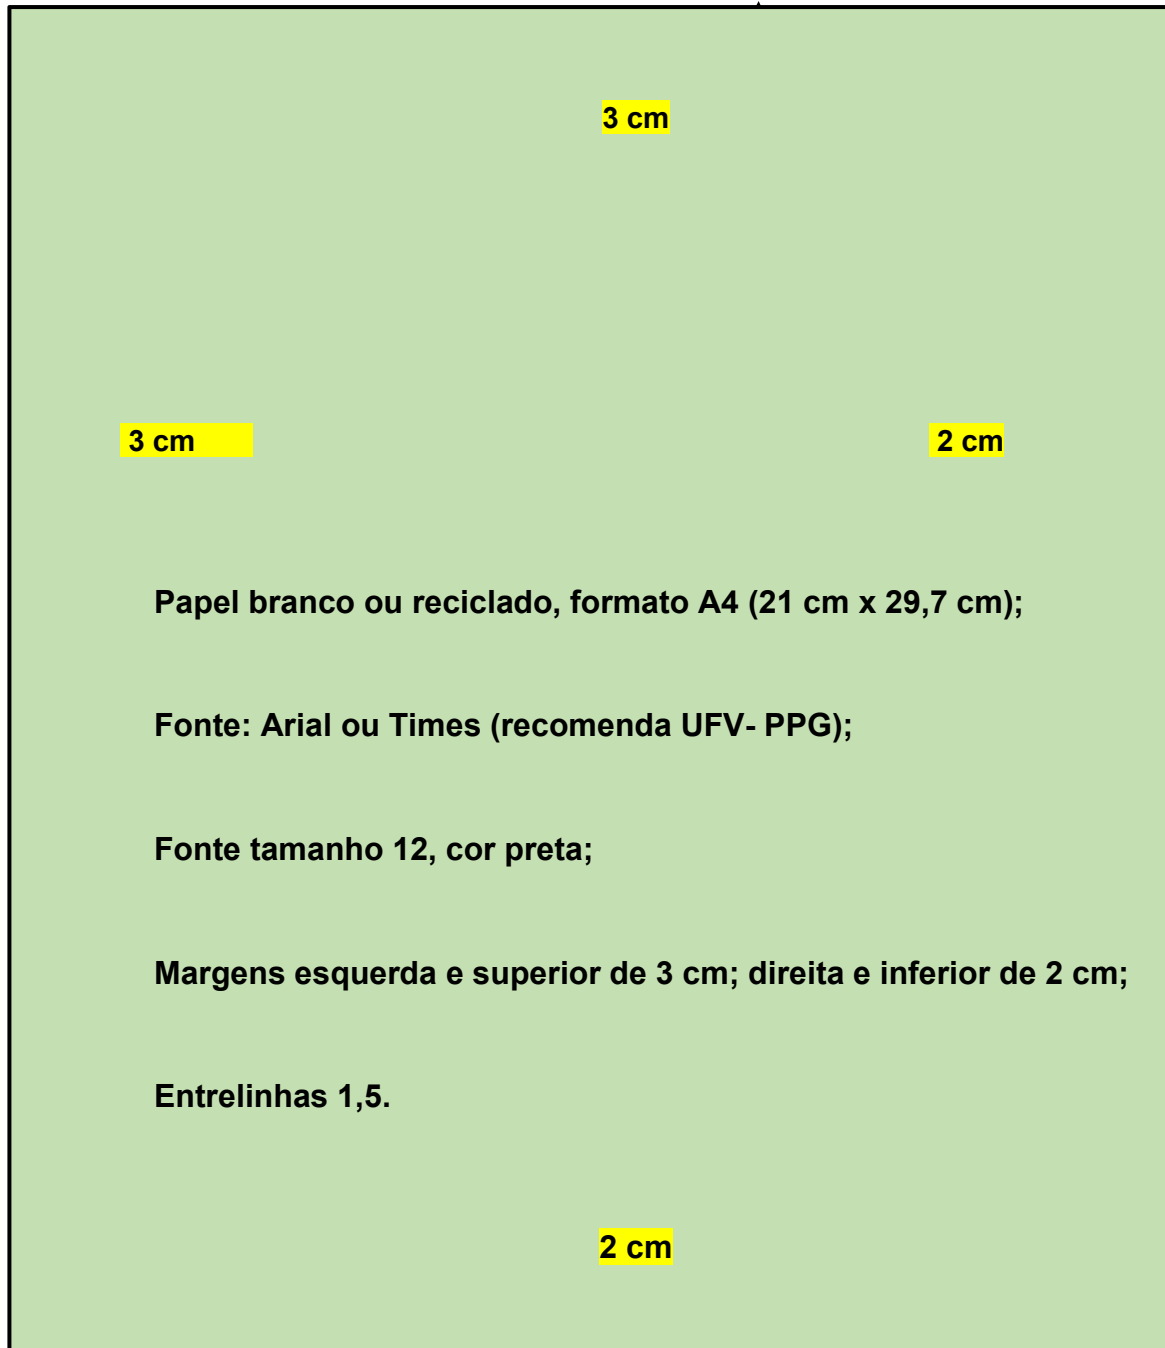 3 cm
3 cm 2 cm
Papel branco ou reciclado, formato A4 (21 cm x 29,7 cm);
Fonte: Arial ou Times (recomenda UFV- PPG);
Fonte tamanho 12, cor preta;
Margens esquerda e superior de 3 cm; direita e inferior de 2 cm;
Entrelinhas 1,5.
2 cm